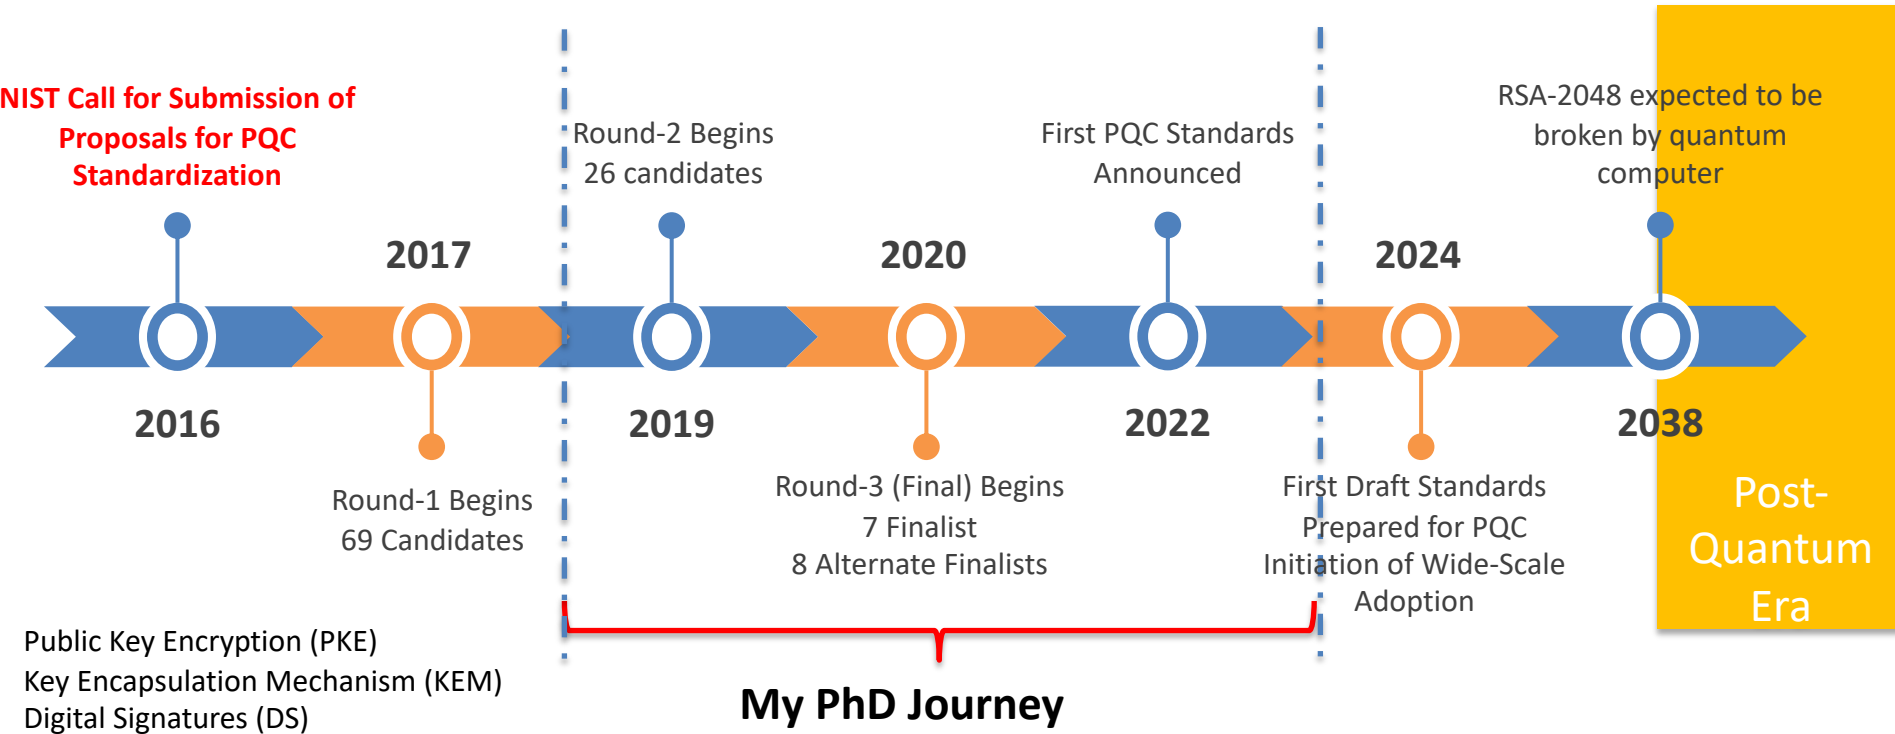 NIST Call for Submission of
Proposals for PQC
Standardization
2016
2017
Round-1 Begins
69 Candidates
Round-2 Begins
26 candidates
2019
2020
Round-3 (Final) Begins
7 Finalist
8 Alternate Finalists
First PQC Standards
Announced
2022
2024
First Draft Standards
Prepared for PQC
Initiation of Wide-Scale
Adoption
RSA-2048 expected to be
broken by quantum
computer
2038
Post-
Quantum
Era
Public Key Encryption (PKE)
Key Encapsulation Mechanism (KEM)
Digital Signatures (DS)
My PhD Journey